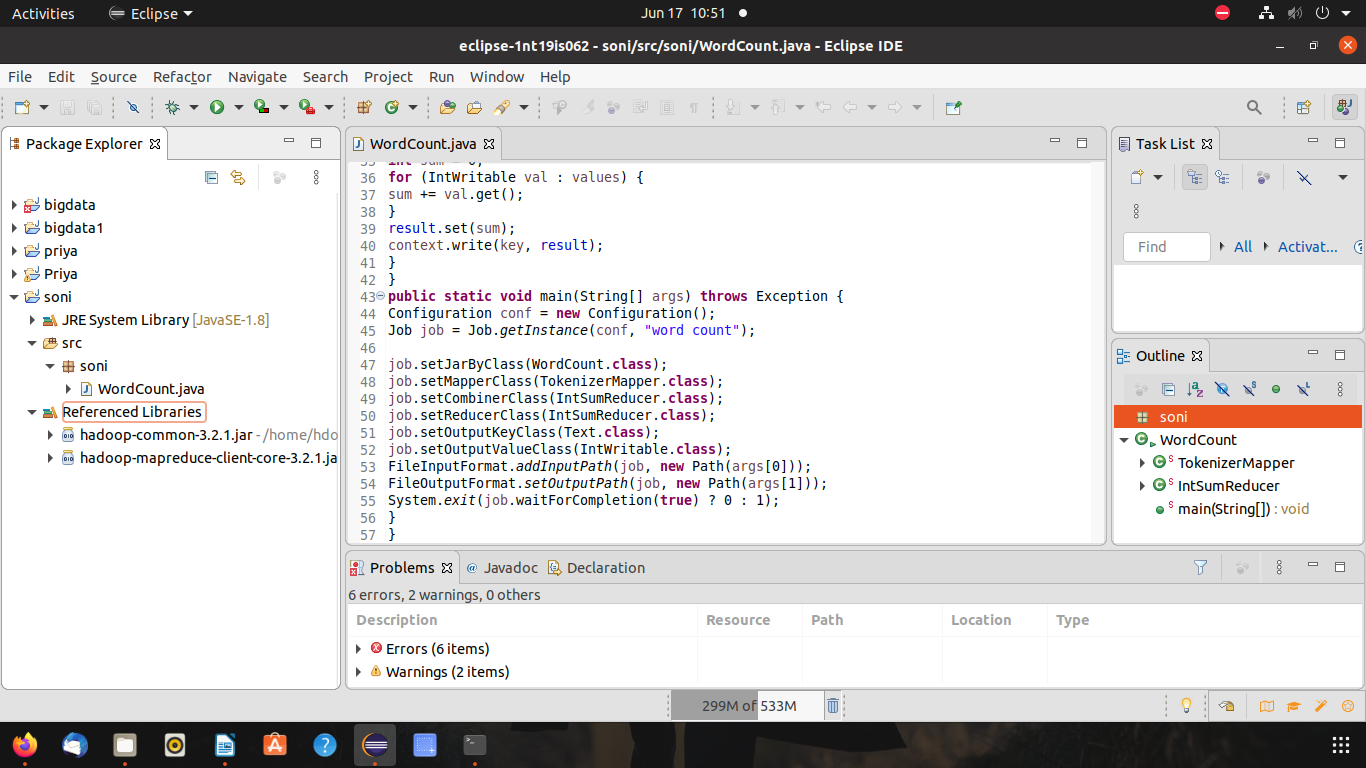 Activities Eclipse Jun 17 10:51
eclipse-1nt19is062 - soni/src/soni/WordCount.java - Eclipse IDE
File Edit Source Refactor Navigate Search Project Run Window Help
Package Explorer
bigdata
bigdata1
priya
Priya
soni
JRE System Library [JavaSE-1.8]
src
soni
WordCount.java
Referenced Libraries
hadoop-common-3.2.1.jar - /home/hdo
hadoop-mapreduce-client-core-3.2.1.ja
WordCount.java
35 int sum = 0;
36 for (IntWritable val : values) {
37 sum += val.get();
38 }
39 result.set(sum);
40 context.write(key, result);
41 }
42 }
43 public static void main(String[] args) throws Exception {
44 Configuration conf = new Configuration();
45 Job job = Job.getInstance(conf, "word count");
46
47 job.setJarByClass(WordCount.class);
48 job.setMapperClass(TokenizerMapper.class);
49 job.setCombinerClass(IntSumReducer.class);
50 job.setReducerClass(IntSumReducer.class);
51 job.setOutputKeyClass(Text.class);
52 job.setOutputValueClass(IntWritable.class);
53 FileInputFormat.addInputPath(job, new Path(args[0]));
54 FileOutputFormat.setOutputPath(job, new Path(args[1]));
55 System.exit(job.waitForCompletion(true) ? 0 : 1);
56 }
57 }
Task List
Find All Activat...
Outline
soni
WordCount
TokenizerMapper
IntSumReducer
main(String[]) : void
Problems Javadoc Declaration
6 errors, 2 warnings, 0 others
Description Resource Path Location Type
Errors (6 items)
Warnings (2 items)
299M of 533M